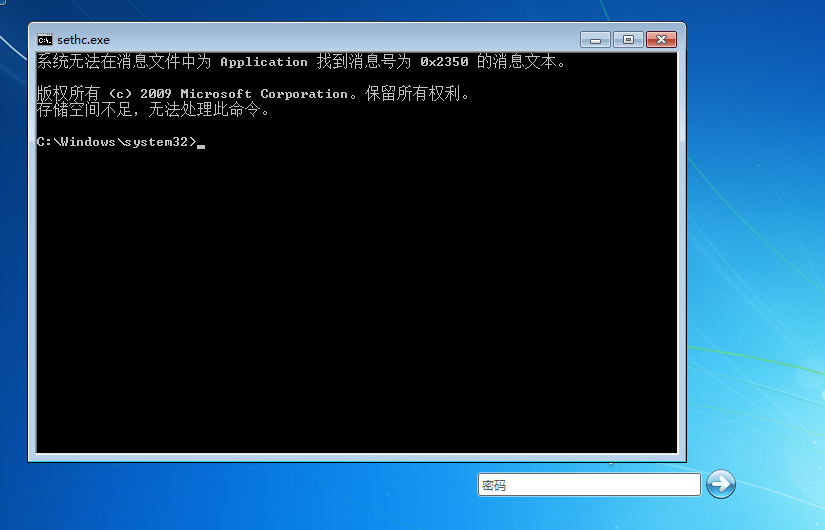 sethc.exe
系统无法在消息文件中为 Application 找到消息号为 0x2350 的消息文本。
版权所有 (c) 2009 Microsoft Corporation。保留所有权利。
存储空间不足，无法处理此命令。
C:\Windows\system32>
密码